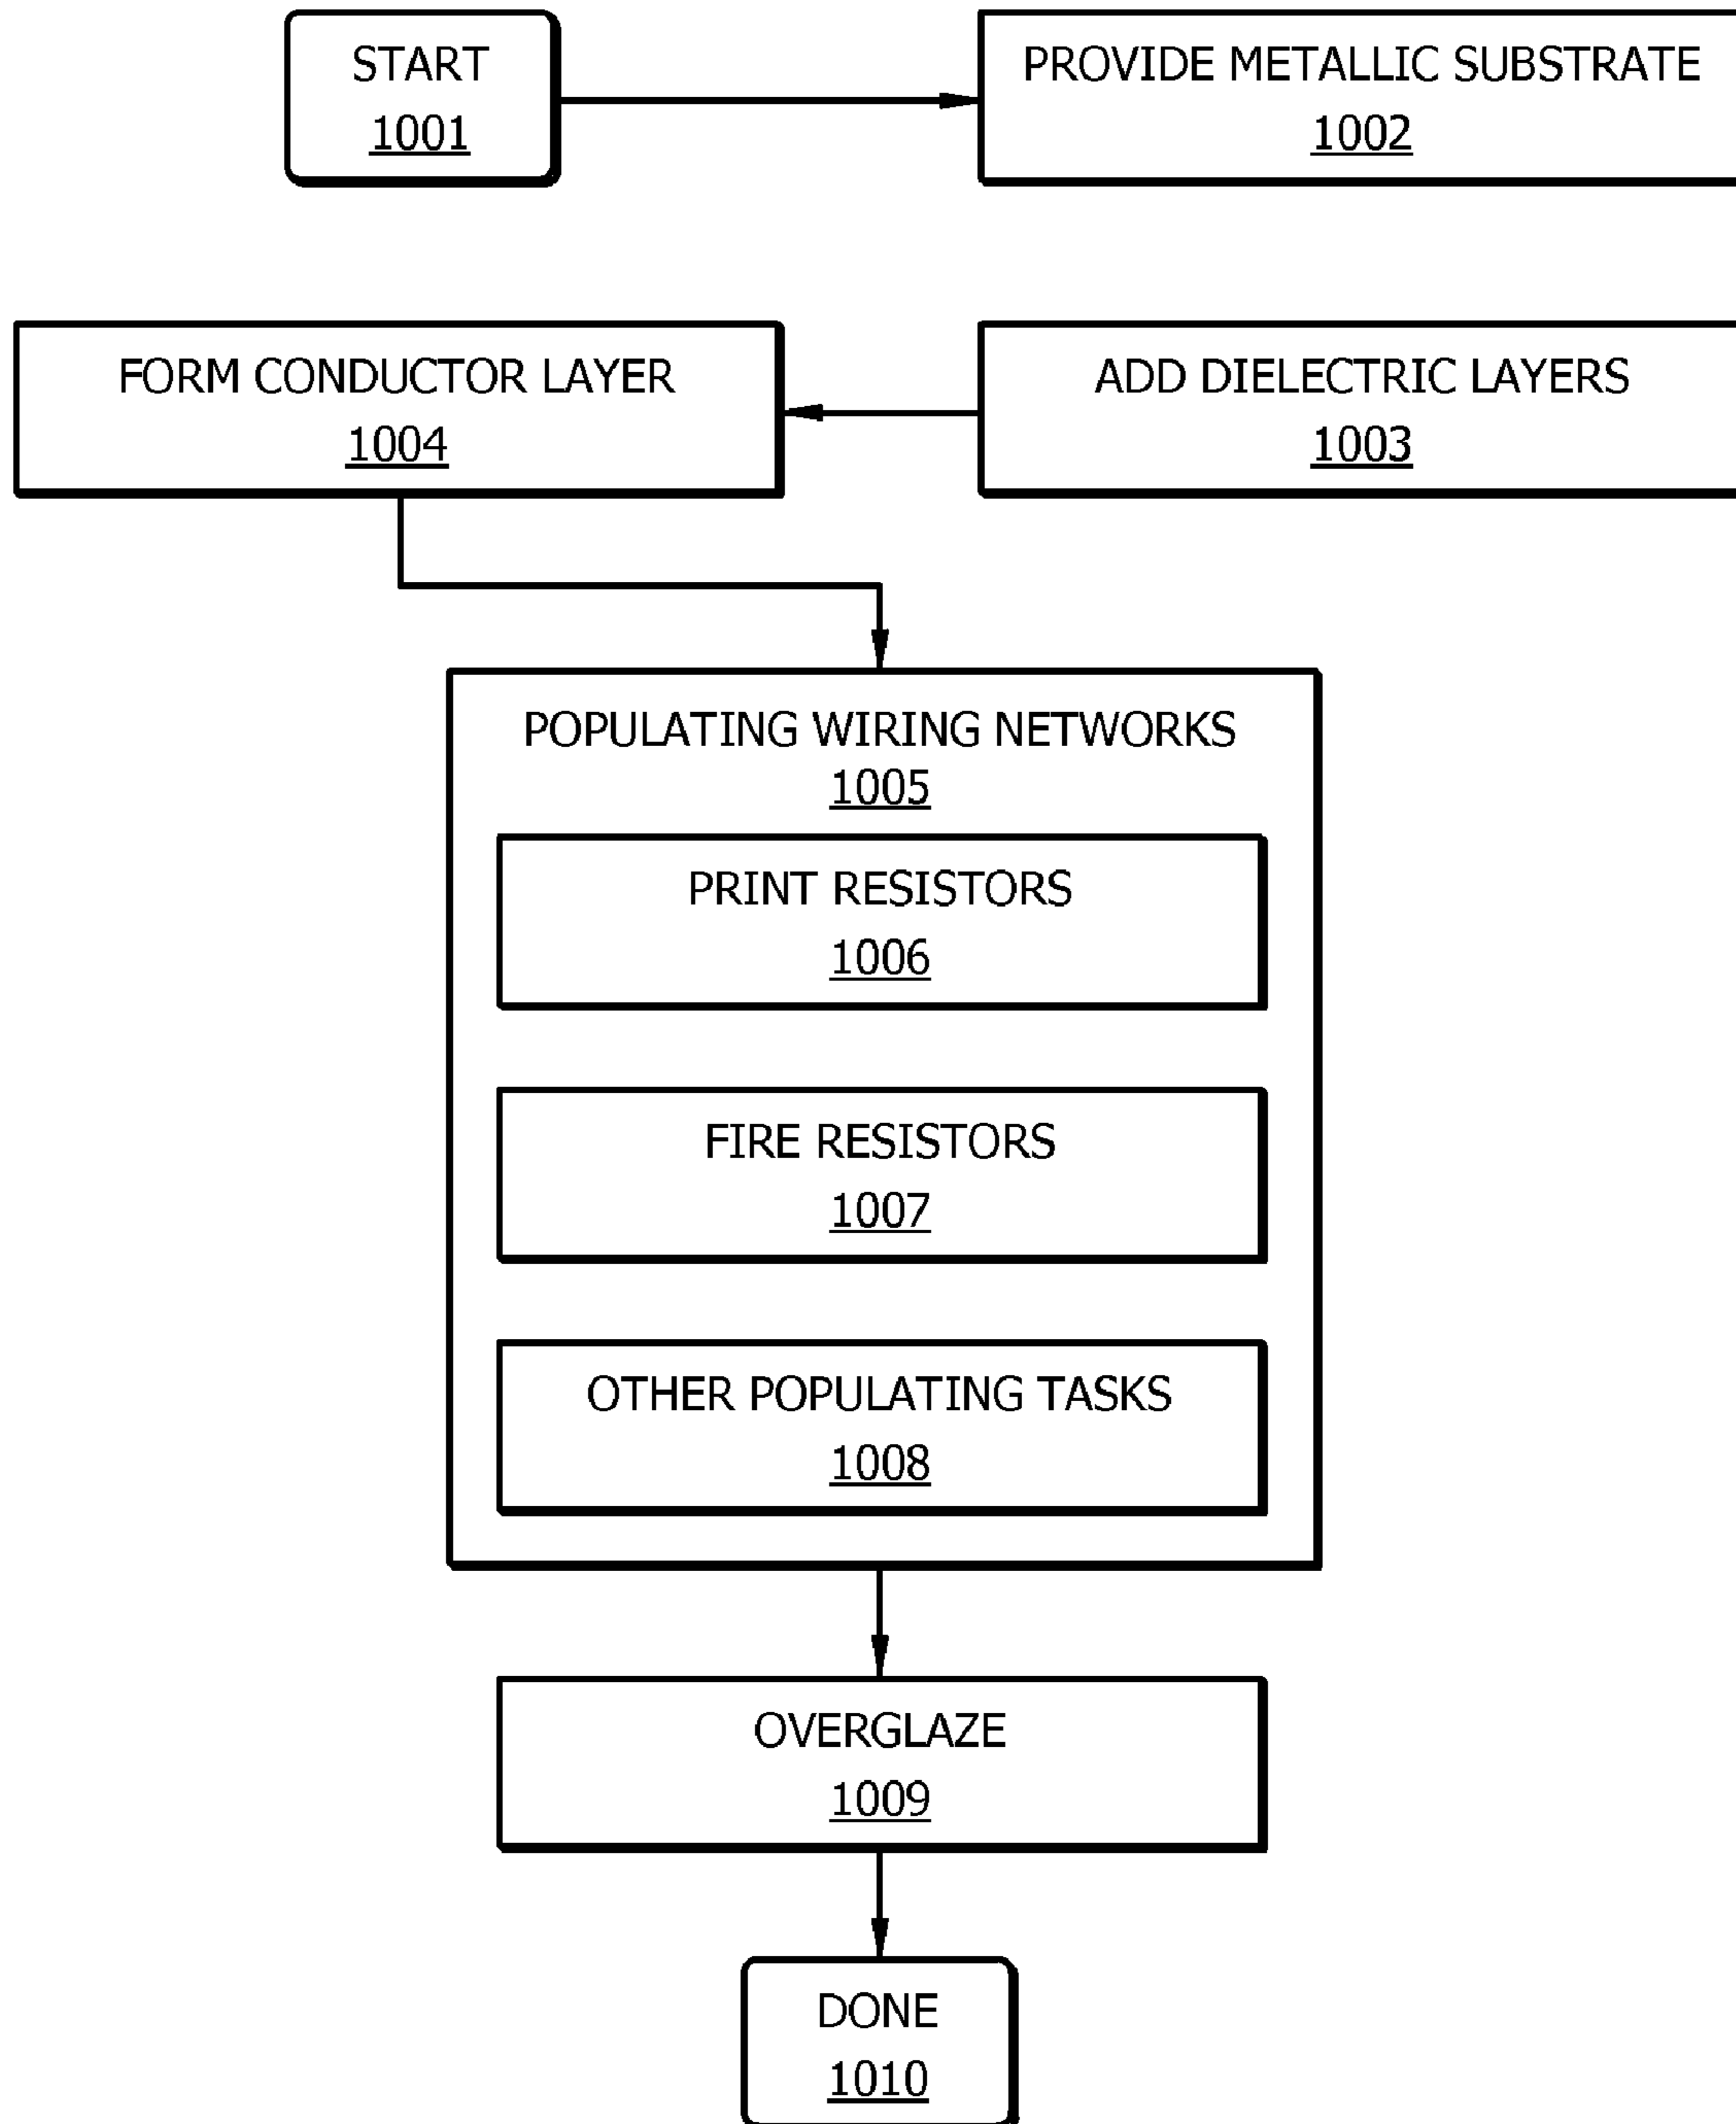 START
1001
PROVIDE METALLIC SUBSTRATE
1002
FORM CONDUCTOR LAYER
1004
ADD DIELECTRIC LAYERS
1003
POPULATING WIRING NETWORKS
1005
PRINT RESISTORS
1006
FIRE RESISTORS
1007
OTHER POPULATING TASKS
1008
OVERGLAZE
1009
DONE
1010